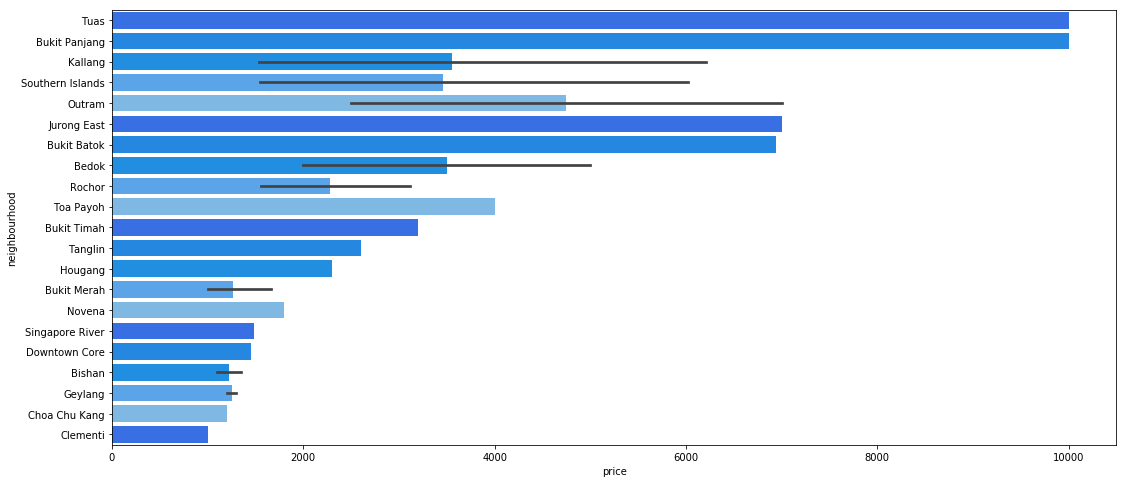 neighbourhood
Tuas
Bukit Panjang
Kallang
Southern Islands
Outram
Jurong East
Bukit Batok
Bedok
Rochor
Toa Payoh
Bukit Timah
Tanglin
Hougang
Bukit Merah
Novena
Singapore River
Downtown Core
Bishan
Geylang
Choa Chu Kang
Clementi
0 2000 4000 6000 8000 10000
price